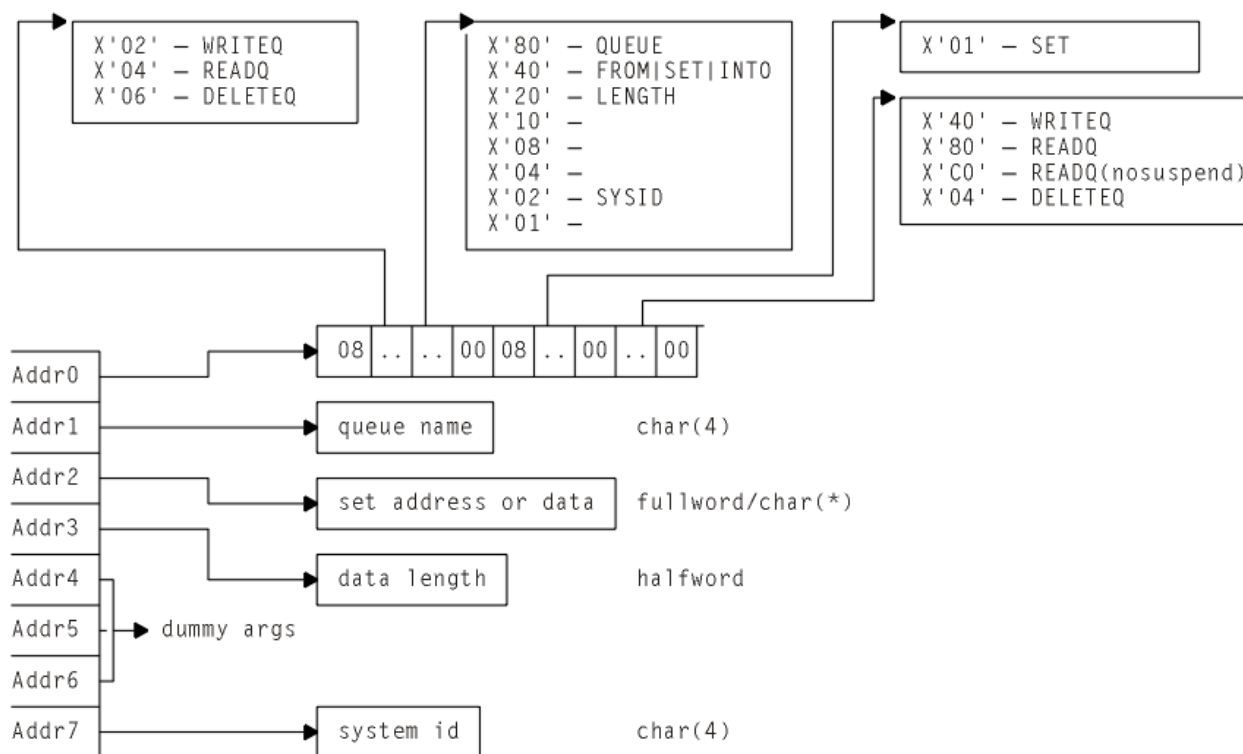 X'02' – WRITEQ
X'04' – READQ
X'06' – DELETEQ
X'80' – QUEUE
X'40' – FROM|SET|INTO
X'20' – LENGTH
X'10' –
X'08' –
X'04' –
X'02' – SYSID
X'01' –
X'01' – SET
X'40' – WRITEQ
X'80' – READQ
X'C0' – READQ(nosuspend)
X'04' – DELETEQ
08 .. .. 00 08 .. 00 .. 00
Addr0
Addr1 queue name char(4)
Addr2 set address or data fullword/char(*)
Addr3
Addr4 data length halfword
Addr5 dummy args
Addr6
Addr7 system id char(4)